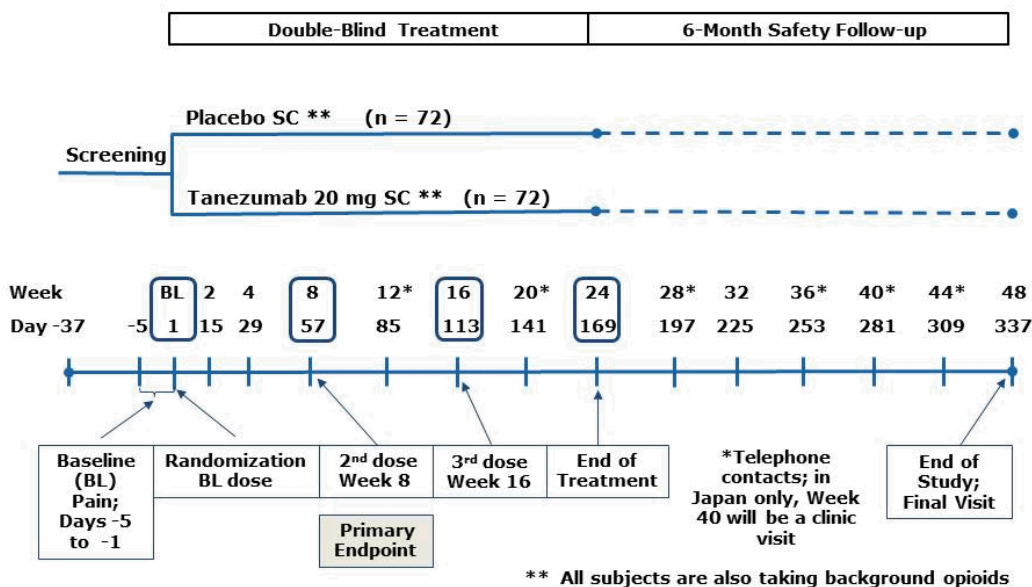 Double-Blind Treatment
6-Month Safety Follow-up
Placebo SC ** (n = 72)
Screening
Tanezumab 20 mg SC ** (n = 72)
Week BL 2 4 8 12* 16 20* 24 28* 32 36* 40* 44* 48
Day -37 -5 1 15 29 57 85 113 141 169 197 225 253 281 309 337
Baseline
(BL)
Pain;
Days -5
to -1
Randomization
BL dose
2nd dose
Week 8
3rd dose
Week 16
End of
Treatment
Primary
Endpoint
*Telephone
contacts; in
Japan only, Week
40 will be a clinic
visit
End of
Study;
Final Visit
** All subjects are also taking background opioids